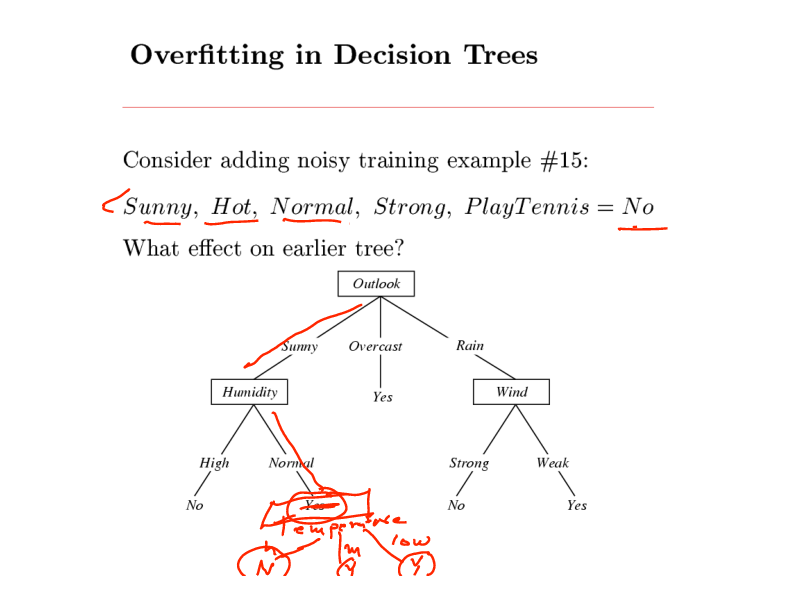 Overfitting in Decision Trees
Consider adding noisy training example #15:
Sunny, Hot, Normal, Strong, PlayTennis = No
What effect on earlier tree?
Outlook
Sunny Overcast Rain
Humidity Yes Wind
High Normal Strong Weak
No Yes No Yes
Temperature
h m low
N Y Y